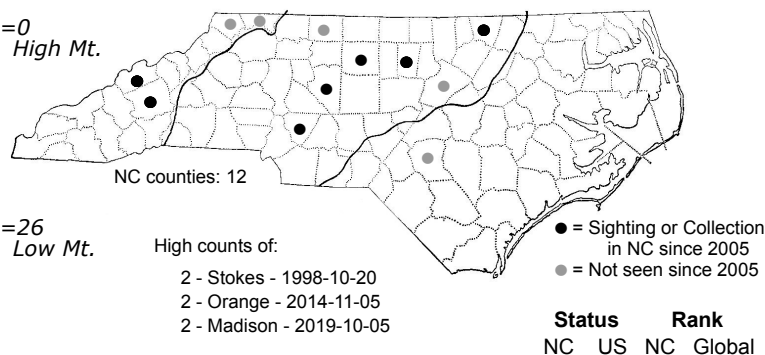 =0
High Mt.
NC counties: 12
=26
Low Mt.
High counts of:
2 - Stokes - 1998-10-20
2 - Orange - 2014-11-05
2 - Madison - 2019-10-05
= Sighting or Collection
in NC since 2005
= Not seen since 2005
Status Rank
NC US NC Global